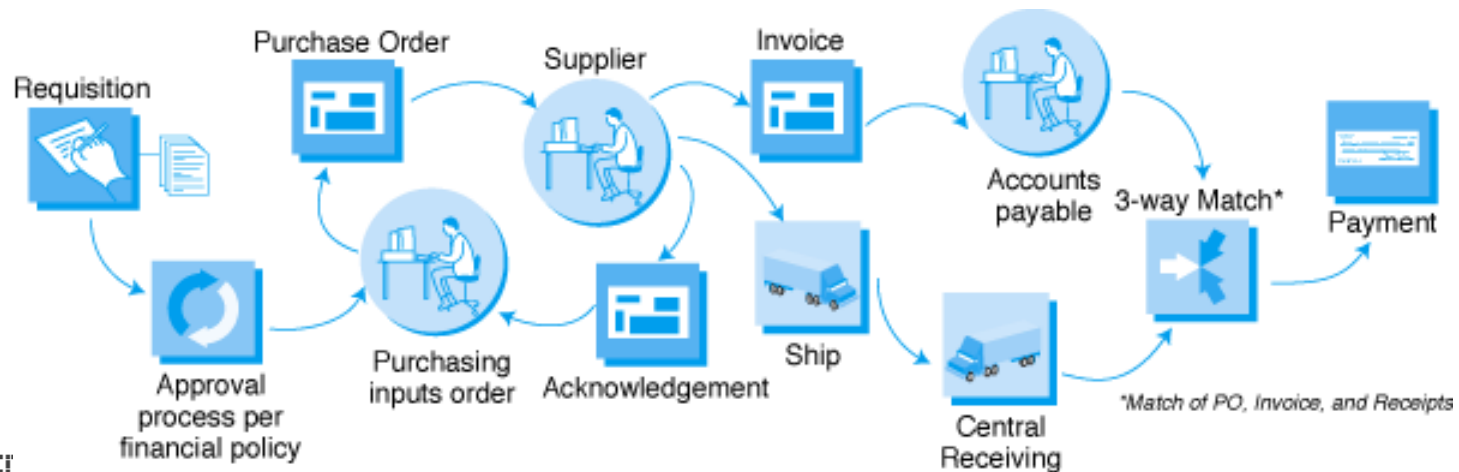 Requisition
Approval
process per
financial policy
Purchase Order
Purchasing
inputs order
Supplier
Acknowledgement
Invoice
Ship
Accounts
payable
Central
Receiving
3-way Match*
Payment
*Match of PO, Invoice, and Receipts